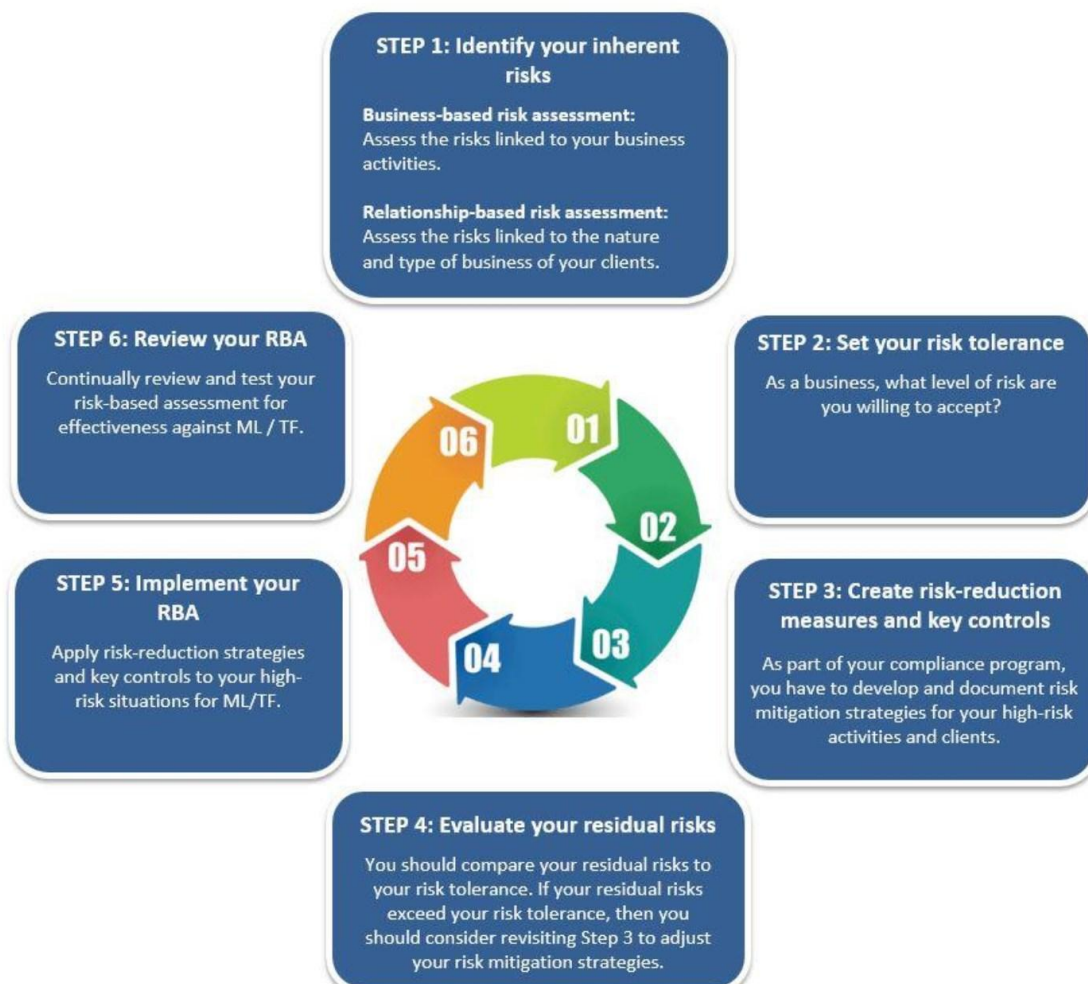 STEP 1: Identify your inherent
risks
Business-based risk assessment:
Assess the risks linked to your business
activities.
Relationship-based risk assessment:
Assess the risks linked to the nature
and type of business of your clients.
STEP 2: Set your risk tolerance
As a business, what level of risk are
you willing to accept?
STEP 3: Create risk-reduction
measures and key controls
As part of your compliance program,
you have to develop and document risk
mitigation strategies for your high-risk
activities and clients.
STEP 4: Evaluate your residual risks
You should compare your residual risks to
your risk tolerance. If your residual risks
exceed your risk tolerance, then you
should consider revisiting Step 3 to adjust
your risk mitigation strategies.
STEP 5: Implement your
RBA
Apply risk-reduction strategies
and key controls to your high-
risk situations for ML/TF.
STEP 6: Review your RBA
Continually review and test your
risk-based assessment for
effectiveness against ML / TF.
01
02
03
04
05
06